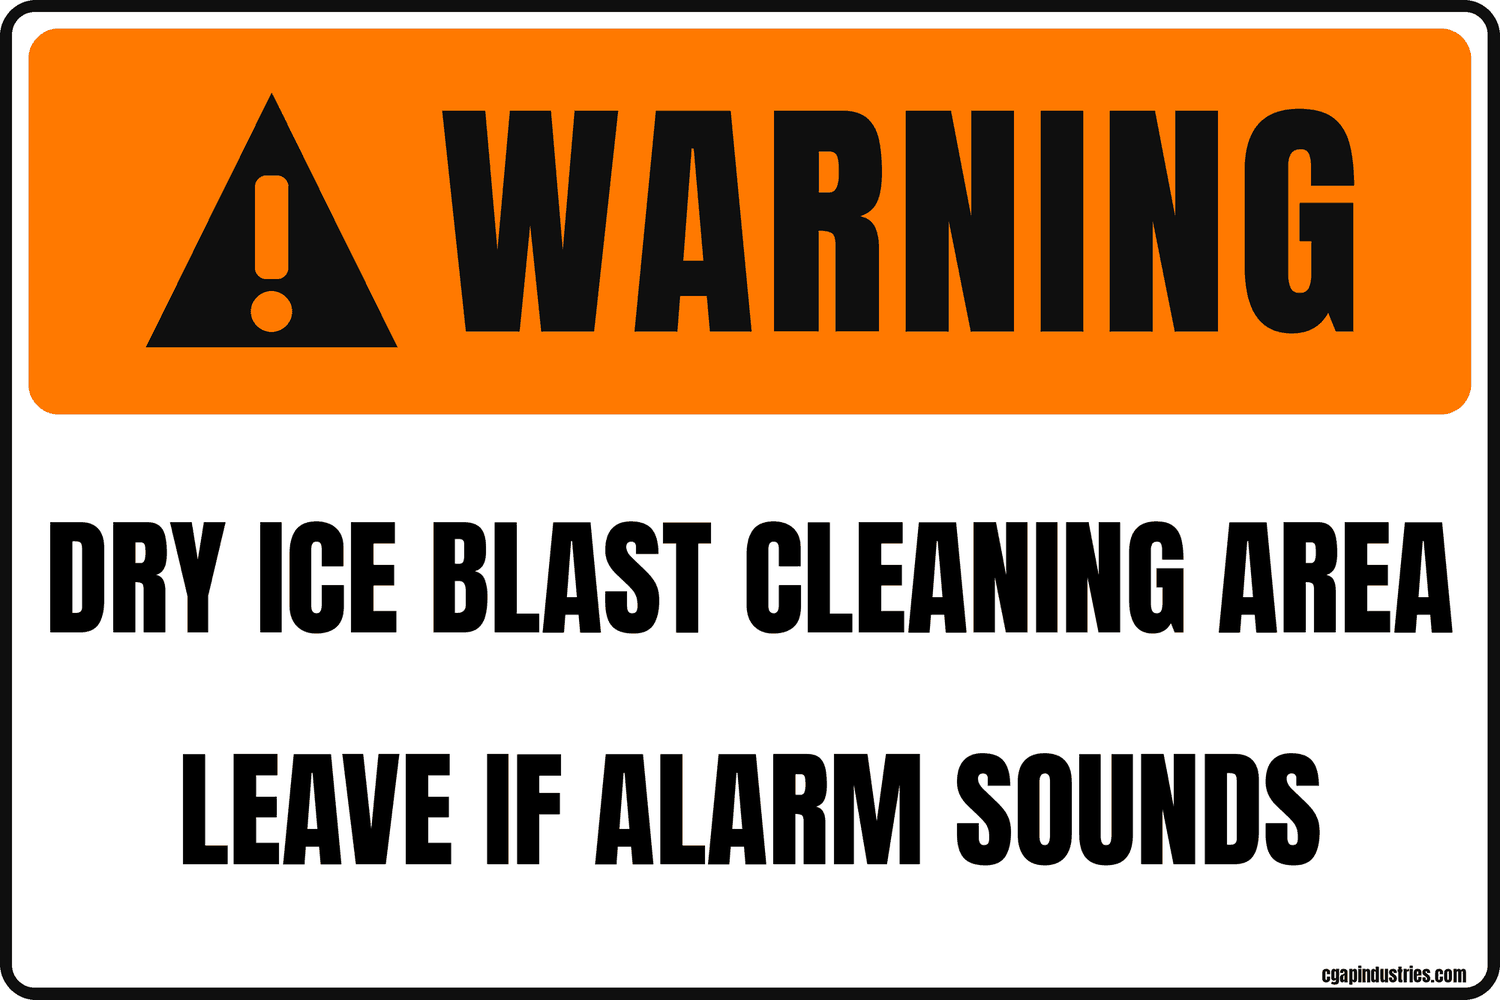 WARNING
DRY ICE BLAST CLEANING AREA
LEAVE IF ALARM SOUNDS
cgapindustries.com